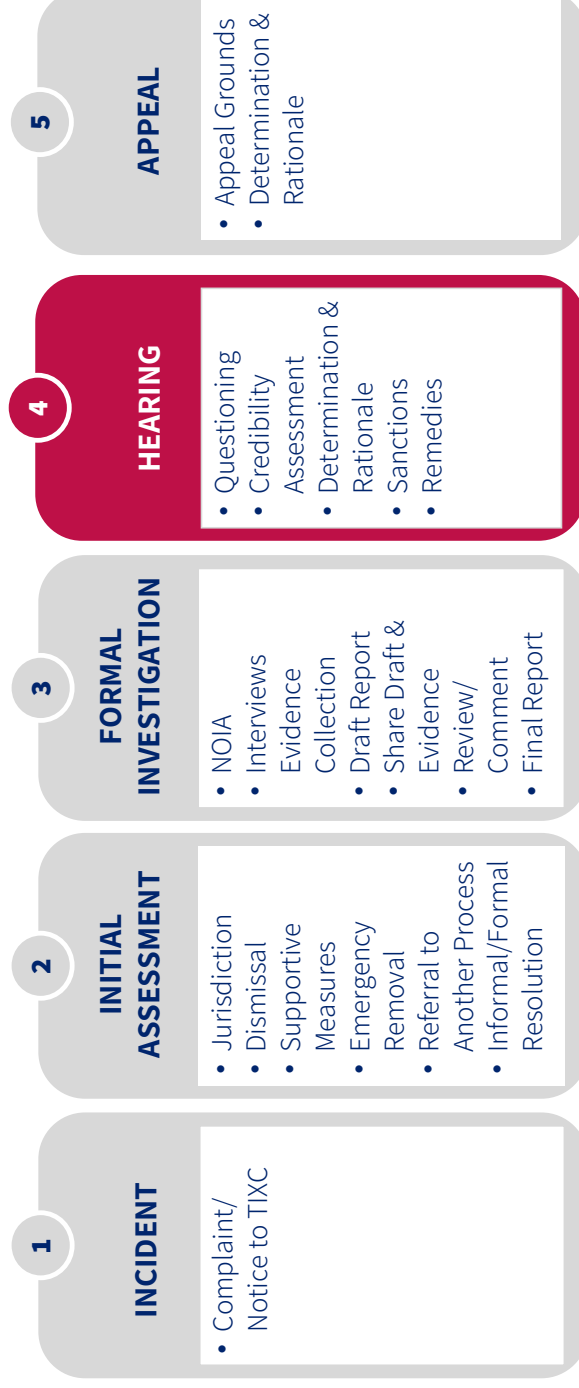 1
INCIDENT
• Complaint/
Notice to TIXC
2
INITIAL
ASSESSMENT
• Jurisdiction
• Dismissal
• Supportive
Measures
• Emergency
Removal
• Referral to
Another Process
• Informal/Formal
Resolution
3
FORMAL
INVESTIGATION
• NOIA
• Interviews
Evidence
Collection
• Draft Report
• Share Draft &
Evidence
• Review/
Comment
• Final Report
4
HEARING
• Questioning
• Credibility
Assessment
• Determination &
Rationale
• Sanctions
• Remedies
5
APPEAL
• Appeal Grounds
• Determination &
Rationale